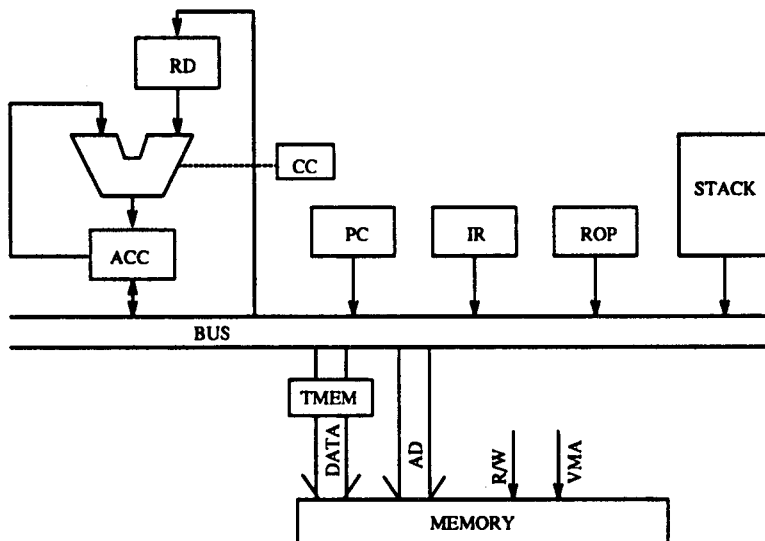 RD
CC
STACK
PC
IR
ROP
ACC
BUS
TMEM
DATA
AD
R/W
VMA
MEMORY